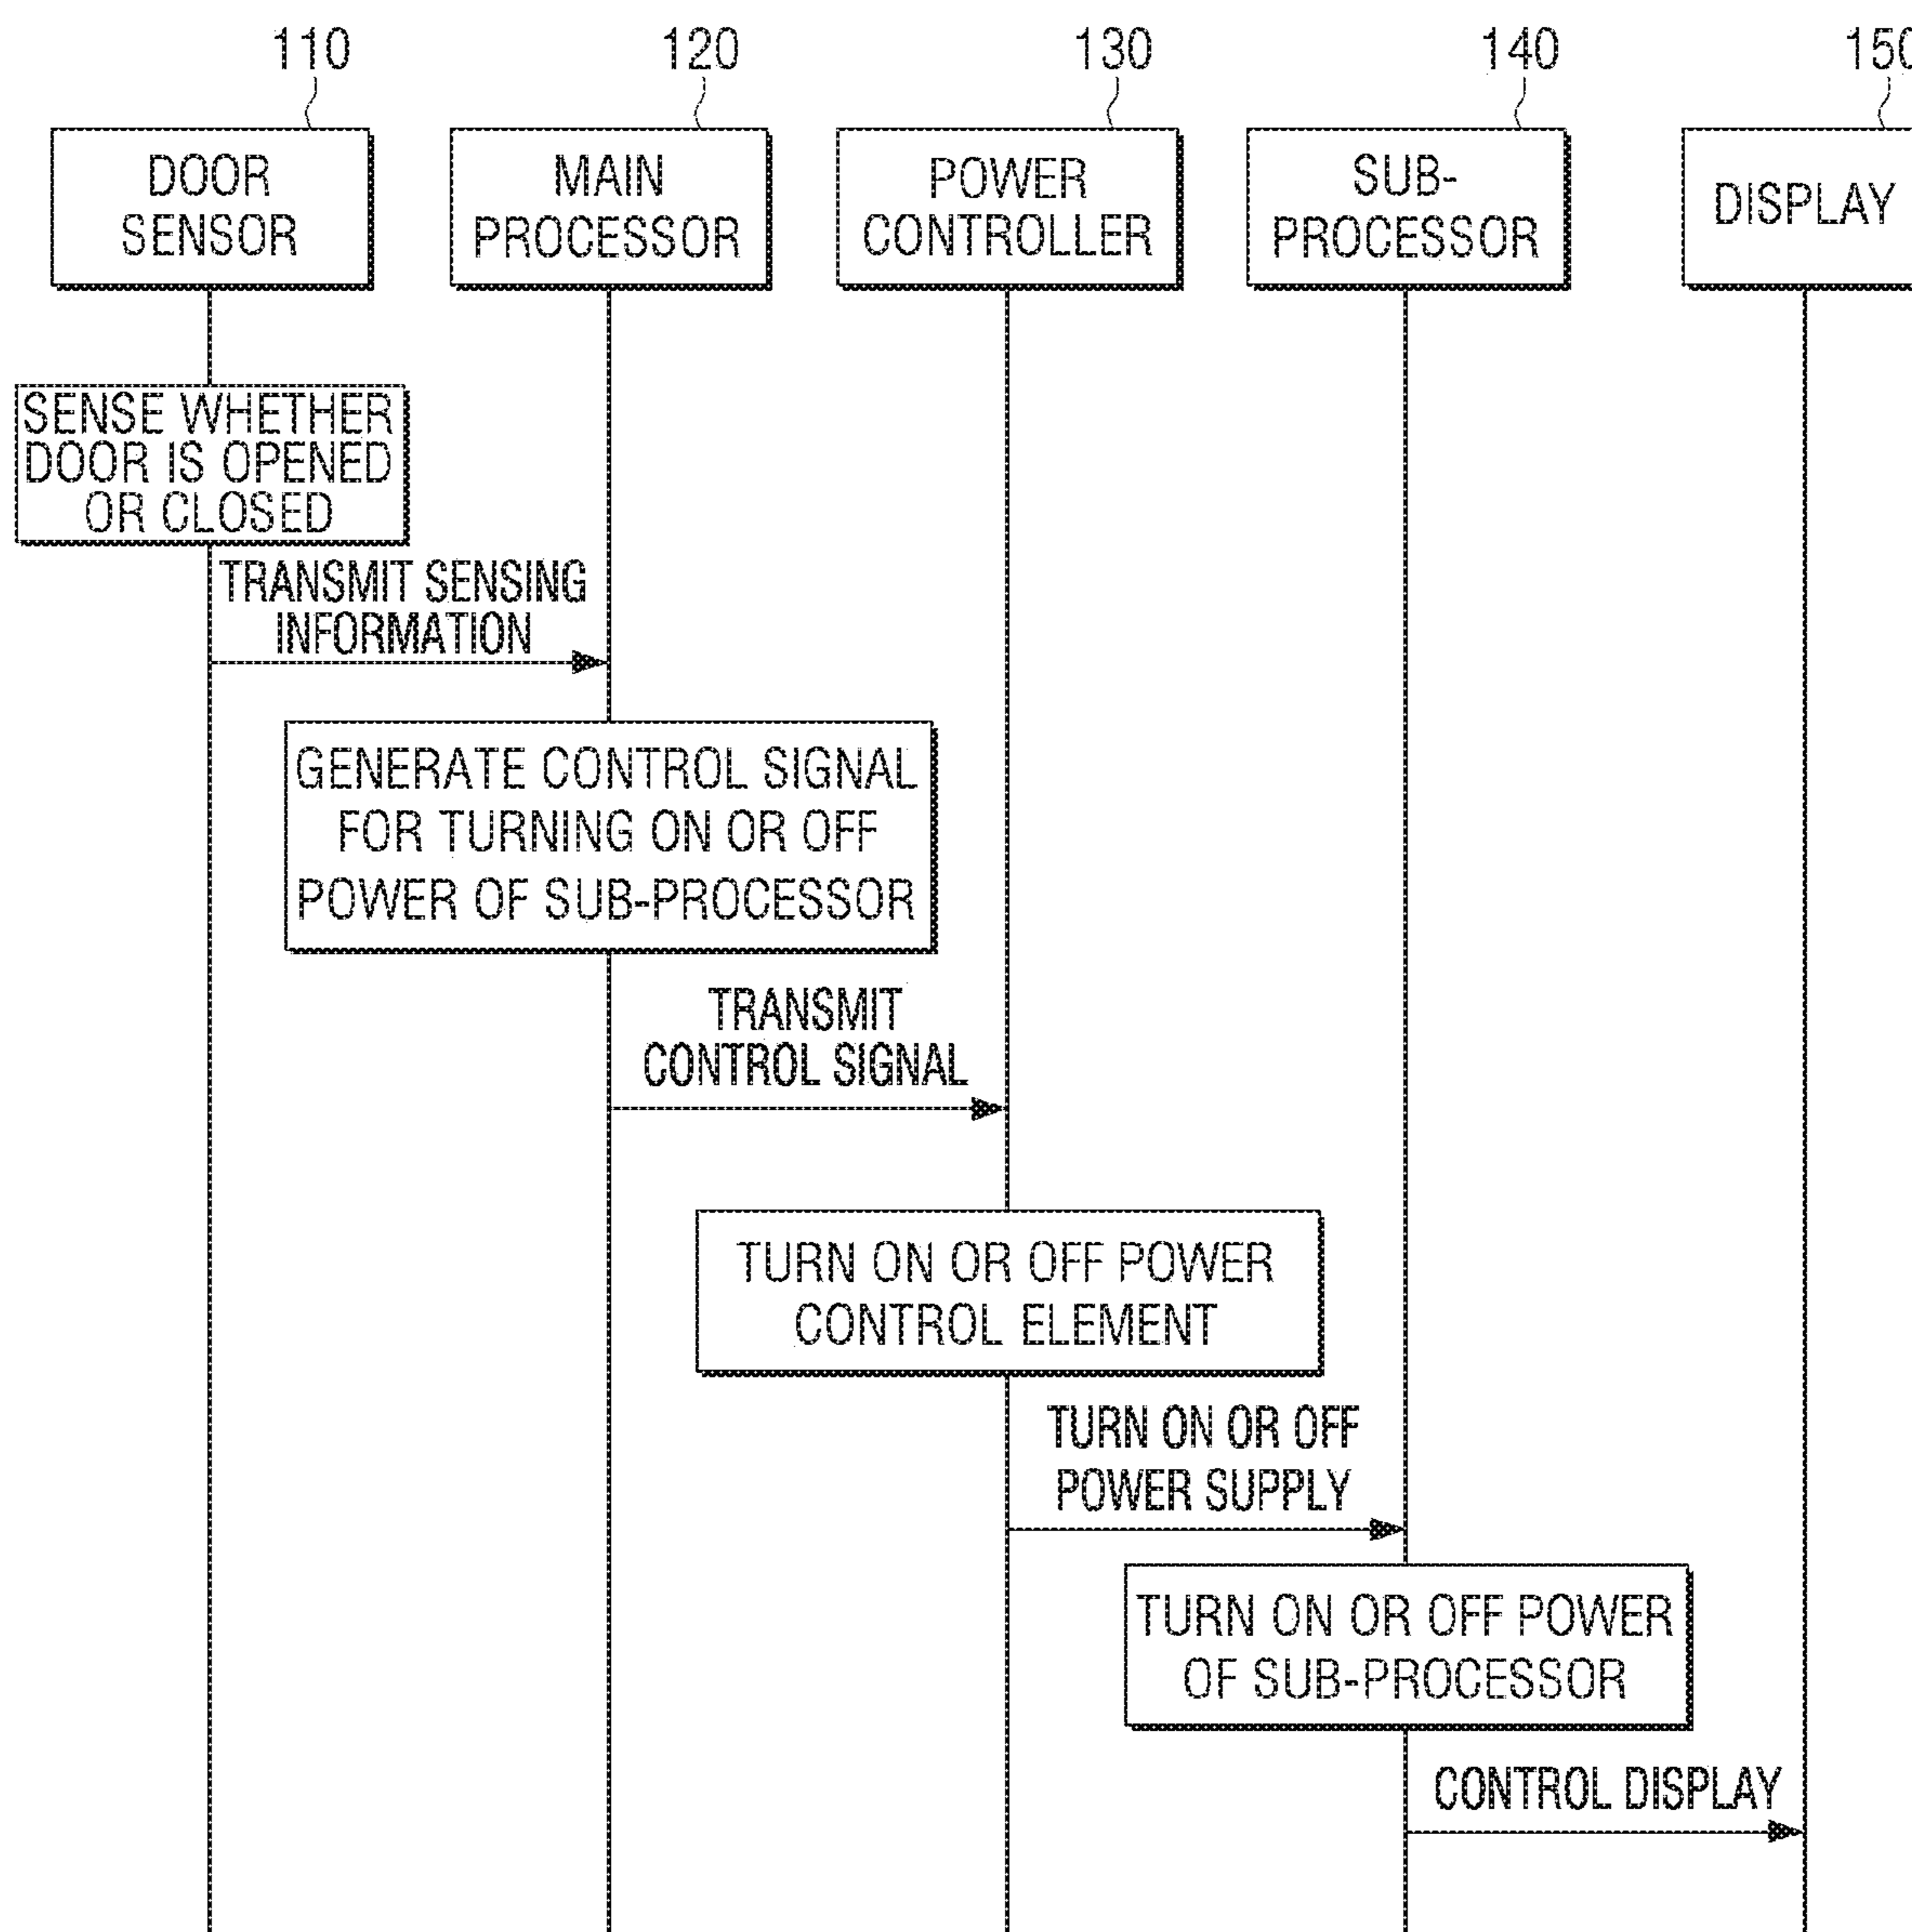 110
120
130
140
150
DOOR
SENSOR
MAIN
PROCESSOR
POWER
CONTROLLER
SUB-
PROCESSOR
DISPLAY
SENSE WHETHER
DOOR IS OPENED
OR CLOSED
TRANSMIT SENSING
INFORMATION
GENERATE CONTROL SIGNAL
FOR TURNING ON OR OFF
POWER OF SUB-PROCESSOR
TRANSMIT
CONTROL SIGNAL
TURN ON OR OFF POWER
CONTROL ELEMENT
TURN ON OR OFF
POWER SUPPLY
TURN ON OR OFF POWER
OF SUB-PROCESSOR
CONTROL DISPLAY